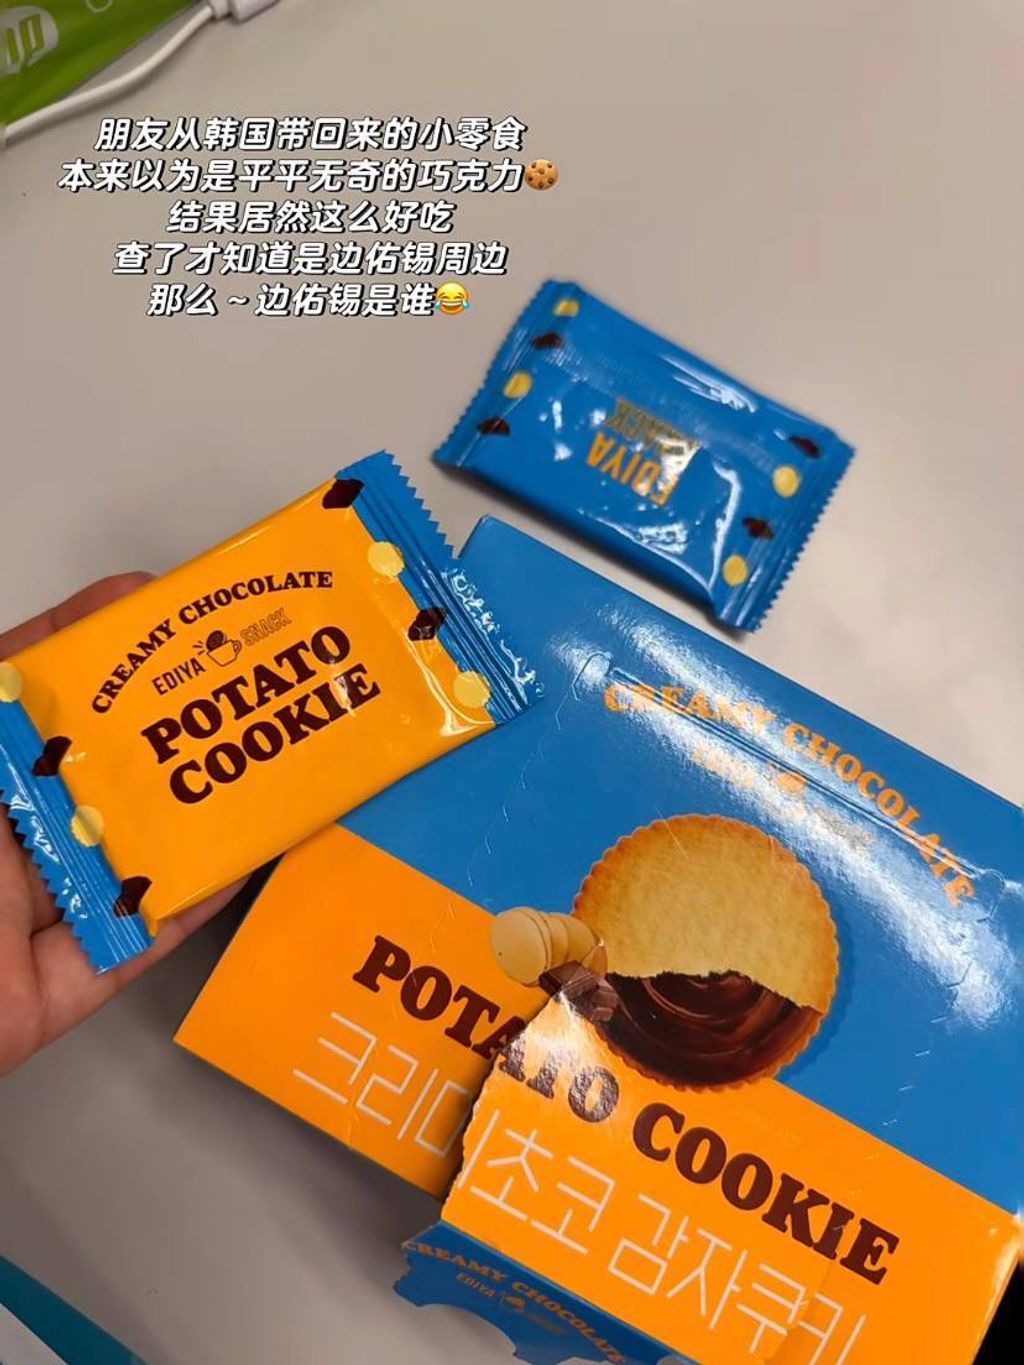 朋友从韩国带回来的小零食
本来以为是平平无奇的巧克力🍪
结果居然这么好吃
查了才知道是边佑锡周边
那么~边佑锡是谁😂
EDIYA
SNACK
CREAMY CHOCOLATE
EDIYA SNACK
POTATO
COOKIE
CREAMY CHOCOLATE
POTATO COOKIE
크리미초코 감자쿠키
CREAMY CHOCOLATE
EDIYA